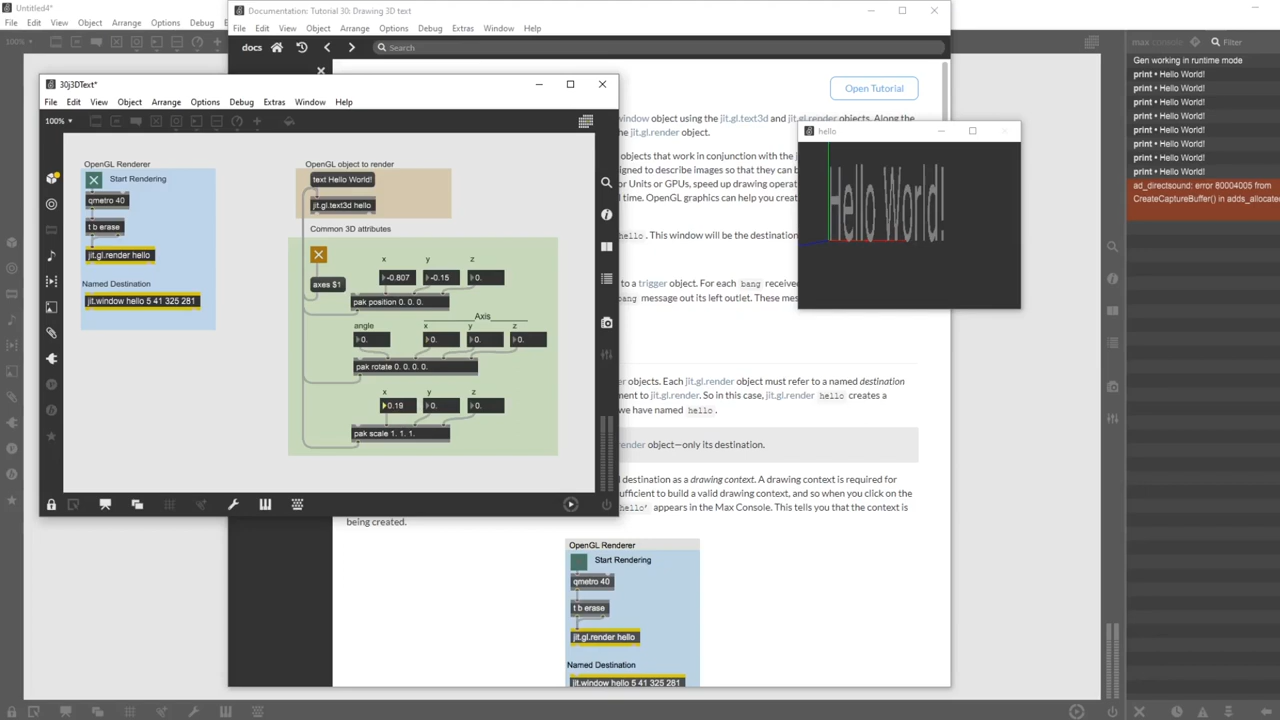 Untitled4*
File Edit View Object Arrange Options Debug
100%
Documentation: Tutorial 30: Drawing 3D text
File Edit View Object Arrange Options Debug Extras Window Help
docs
Search
Open Tutorial
window object using the jit.gl.text3d and jit.gl.render objects. Along the
the jit.gl.render object.
objects that work in conjunction with the
igned to describe images so that they can b
r Units or GPUs, speed up drawing operat
l time. OpenGL graphics can help you creat
hello. This window will be the destination
to a trigger object. For each bang received
bang message out its left outlet. These mes
er objects. Each jit.gl.render object must refer to a named destination
ment to jit.gl.render. So in this case, jit.gl.render hello creates a
we have named hello.
render object—only its destination.
d destination as a drawing context. A drawing context is required for
sufficient to build a valid drawing context, and so when you click on the
'hello' appears in the Max Console. This tells you that the context is
being created.
OpenGL Renderer
Start Rendering
qmetro 40
t b erase
jit.gl.render hello
Named Destination
jit.window hello 5 41 325 281
30j3DText*
File Edit View Object Arrange Options Debug Extras Window Help
100%
OpenGL Renderer
Start Rendering
qmetro 40
t b erase
jit.gl.render hello
Named Destination
jit.window hello 5 41 325 281
OpenGL object to render
text Hello World!
jit.gl.text3d hello
Common 3D attributes
x y z
-0.807 -0.15 0.
axes $1
pak position 0. 0. 0.
Axis
angle x y z
0. 0. 0. 0.
pak rotate 0. 0. 0. 0.
x y z
0.19 0. 0.
pak scale 1. 1. 1.
hello
Hello World!
max console
Filter
Gen working in runtime mode
print • Hello World!
print • Hello World!
print • Hello World!
print • Hello World!
print • Hello World!
print • Hello World!
print • Hello World!
print • Hello World!
ad_directsound: error 80004005 from
CreateCaptureBuffer() in adds_allocated